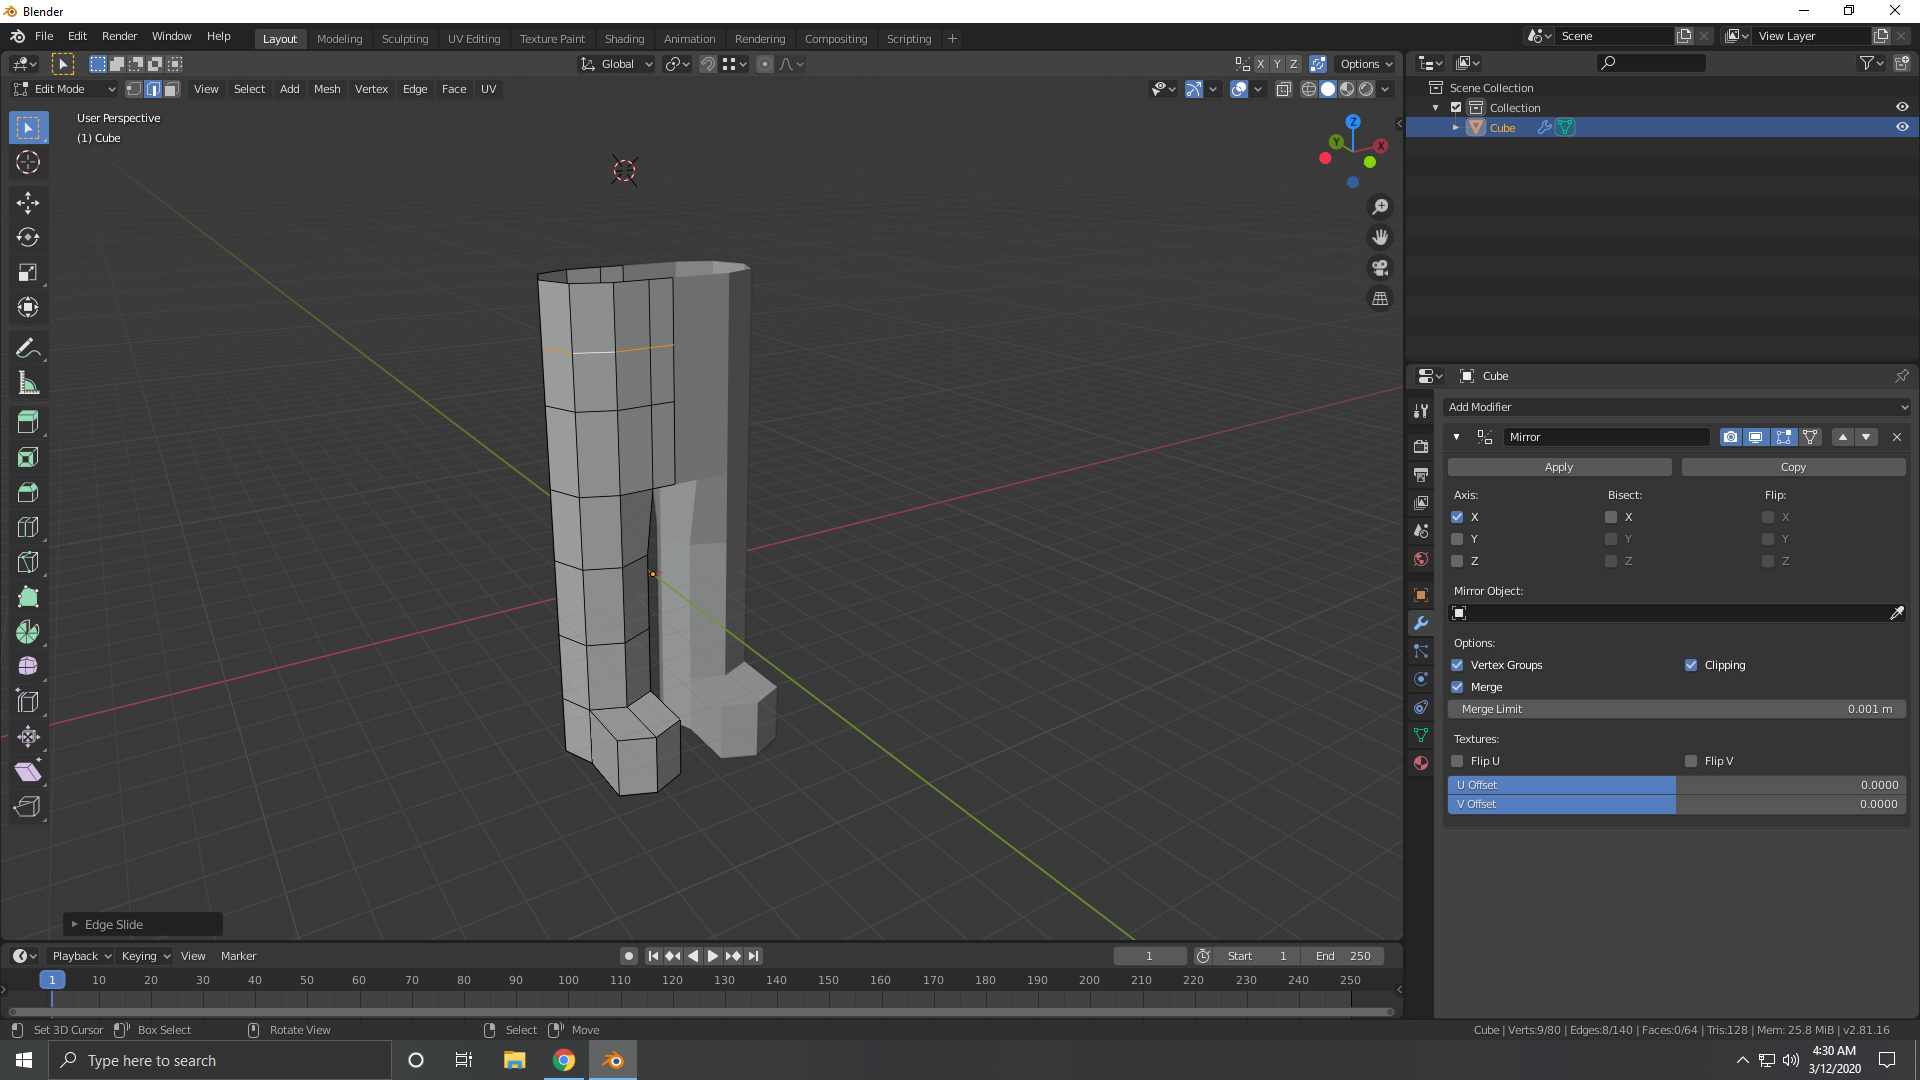 Blender
File Edit Render Window Help Layout Modeling Sculpting UV Editing Texture Paint Shading Animation Rendering Compositing Scripting + Scene View Layer
Global X Y Z Options
Edit Mode View Select Add Mesh Vertex Edge Face UV
User Perspective
(1) Cube
Z
Y
X
Edge Slide
Scene Collection
Collection
Cube
Cube
Add Modifier
Mirror
Apply Copy
Axis: Bisect: Flip:
X X X
Y Y Y
Z Z Z
Mirror Object:
Options:
Vertex Groups Clipping
Merge
Merge Limit 0.001 m
Textures:
Flip U Flip V
U Offset 0.0000
V Offset 0.0000
Playback Keying View Marker 1 Start 1 End 250
1 10 20 30 40 50 60 70 80 90 100 110 120 130 140 150 160 170 180 190 200 210 220 230 240 250
Set 3D Cursor Box Select Rotate View Select Move Cube | Verts:9/80 | Edges:8/140 | Faces:0/64 | Tris:128 | Mem: 25.8 MiB | v2.81.16
Type here to search
4:30 AM
3/12/2020